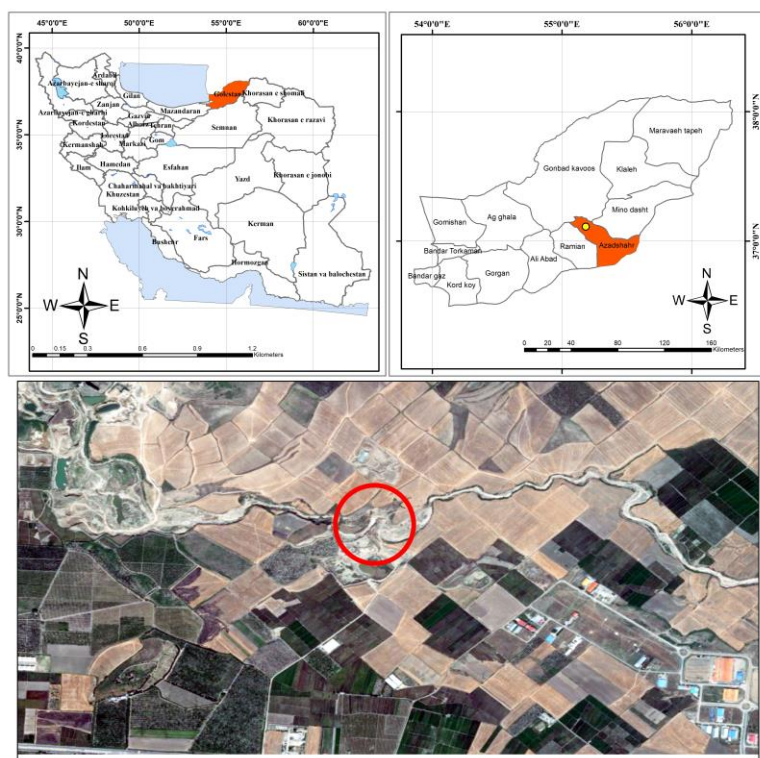 45°0'0"E 50°0'0"E 55°0'0"E 60°0'0"E
40°0'0"N
35°0'0"N
30°0'0"N
25°0'0"N
Ardabil
Azarbayejan-e sharqi
Gilan
Golestan
Khorasan e shomali
Zanjan
Mazandaran
Azarbayejan-e gharbi
Qazvin
Kordestan
Alborz
Tehran
Semnan
Khorasan e razavi
Lorestan
Kermanshah
Markazi
Gom
Hamedan
Ilam
Esfahan
Yazd
Khorasan e jonobi
Chaharmahal va bakhtiyari
Khuzestan
Kohkiluyeh va boyerahmad
Kerman
Bushehr
Fars
Hormozgan
Sistan va balochestan
N
W E
S
0 0.15 0.3 0.6 0.9 1.2
Kilometers
54°0'0"E 55°0'0"E 56°0'0"E
38°0'0"N
37°0'0"N
Maravaeh tapeh
Gonbad kavoos
Klaleh
Mino dasht
Gomishan
Ag ghala
Azadshahr
Ramian
Bandar Torkaman
Ali Abad
Bandar gaz
Gorgan
Kord koy
N
W E
S
0 20 40 80 120 160
Kilometers